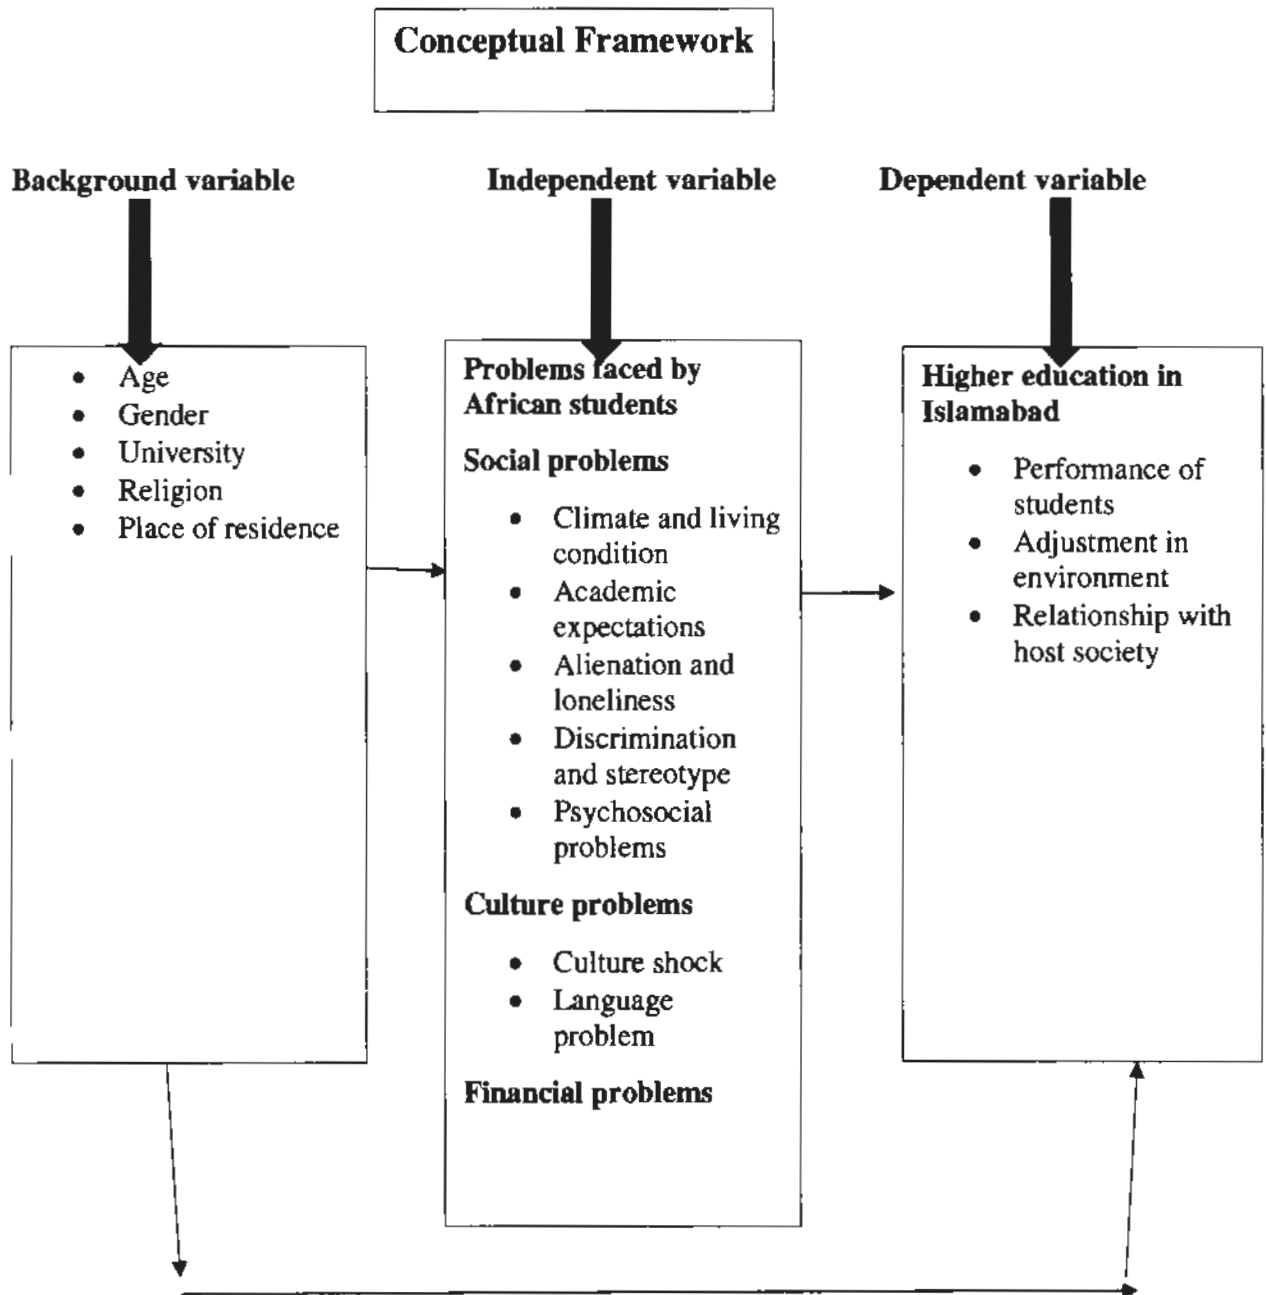 Conceptual Framework
Background variable
Independent variable
Dependent variable
• Age
• Gender
• University
• Religion
• Place of residence
Problems faced by
African students
Social problems
• Climate and living
condition
• Academic
expectations
• Alienation and
loneliness
• Discrimination
and stereotype
• Psychosocial
problems
Culture problems
• Culture shock
• Language
problem
Financial problems
Higher education in
Islamabad
• Performance of
students
• Adjustment in
environment
• Relationship with
host society